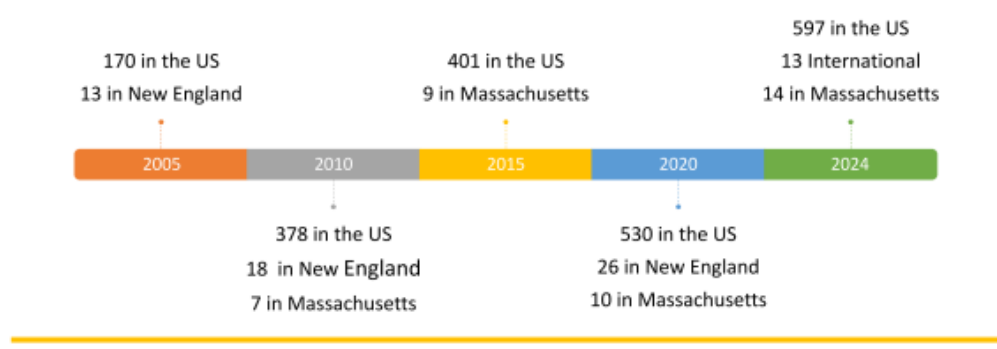 170 in the US
13 in New England
401 in the US
9 in Massachusetts
597 in the US
13 International
14 in Massachusetts
2005
2010
2015
2020
2024
378 in the US
18 in New England
7 in Massachusetts
530 in the US
26 in New England
10 in Massachusetts